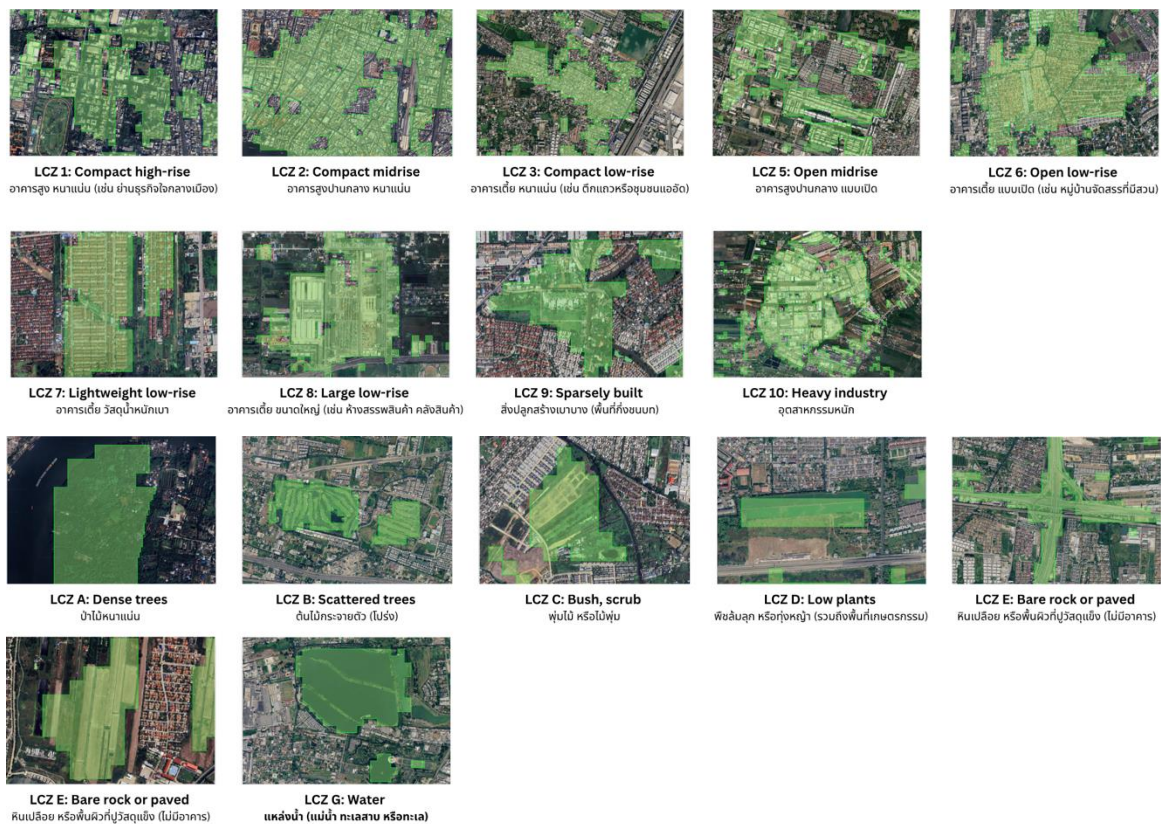 LCZ 1: Compact high-rise
อาคารสูง หนาแน่น (เช่น ย่านธุรกิจใจกลางเมือง)
LCZ 2: Compact midrise
อาคารสูงปานกลาง หนาแน่น
LCZ 3: Compact low-rise
อาคารเตี้ย หนาแน่น (เช่น ตึกแถวหรือชุมชนแออัด)
LCZ 5: Open midrise
อาคารสูงปานกลาง แบบเปิด
LCZ 6: Open low-rise
อาคารเตี้ย แบบเปิด (เช่น หมู่บ้านจัดสรรที่มีสวน)
LCZ 7: Lightweight low-rise
อาคารเตี้ย วัสดุน้ำหนักเบา
LCZ 8: Large low-rise
อาคารเตี้ย ขนาดใหญ่ (เช่น ห้างสรรพสินค้า คลังสินค้า)
LCZ 9: Sparsely built
สิ่งปลูกสร้างเบาบาง (พื้นที่กึ่งชนบท)
LCZ 10: Heavy industry
อุตสาหกรรมหนัก
LCZ A: Dense trees
ป่าไม้หนาแน่น
LCZ B: Scattered trees
ต้นไม้กระจายตัว (โปร่ง)
LCZ C: Bush, scrub
พุ่มไม้ หรือไม้พุ่ม
LCZ D: Low plants
พืชล้มลุก หรือทุ่งหญ้า (รวมถึงพื้นที่เกษตรกรรม)
LCZ E: Bare rock or paved
หินเปลือย หรือพื้นผิวที่ปูวัสดุแข็ง (ไม่มีอาคาร)
LCZ E: Bare rock or paved
หินเปลือย หรือพื้นผิวที่ปูวัสดุแข็ง (ไม่มีอาคาร)
LCZ G: Water
แหล่งน้ำ (แม่น้ำ ทะเลสาบ หรือทะเล)